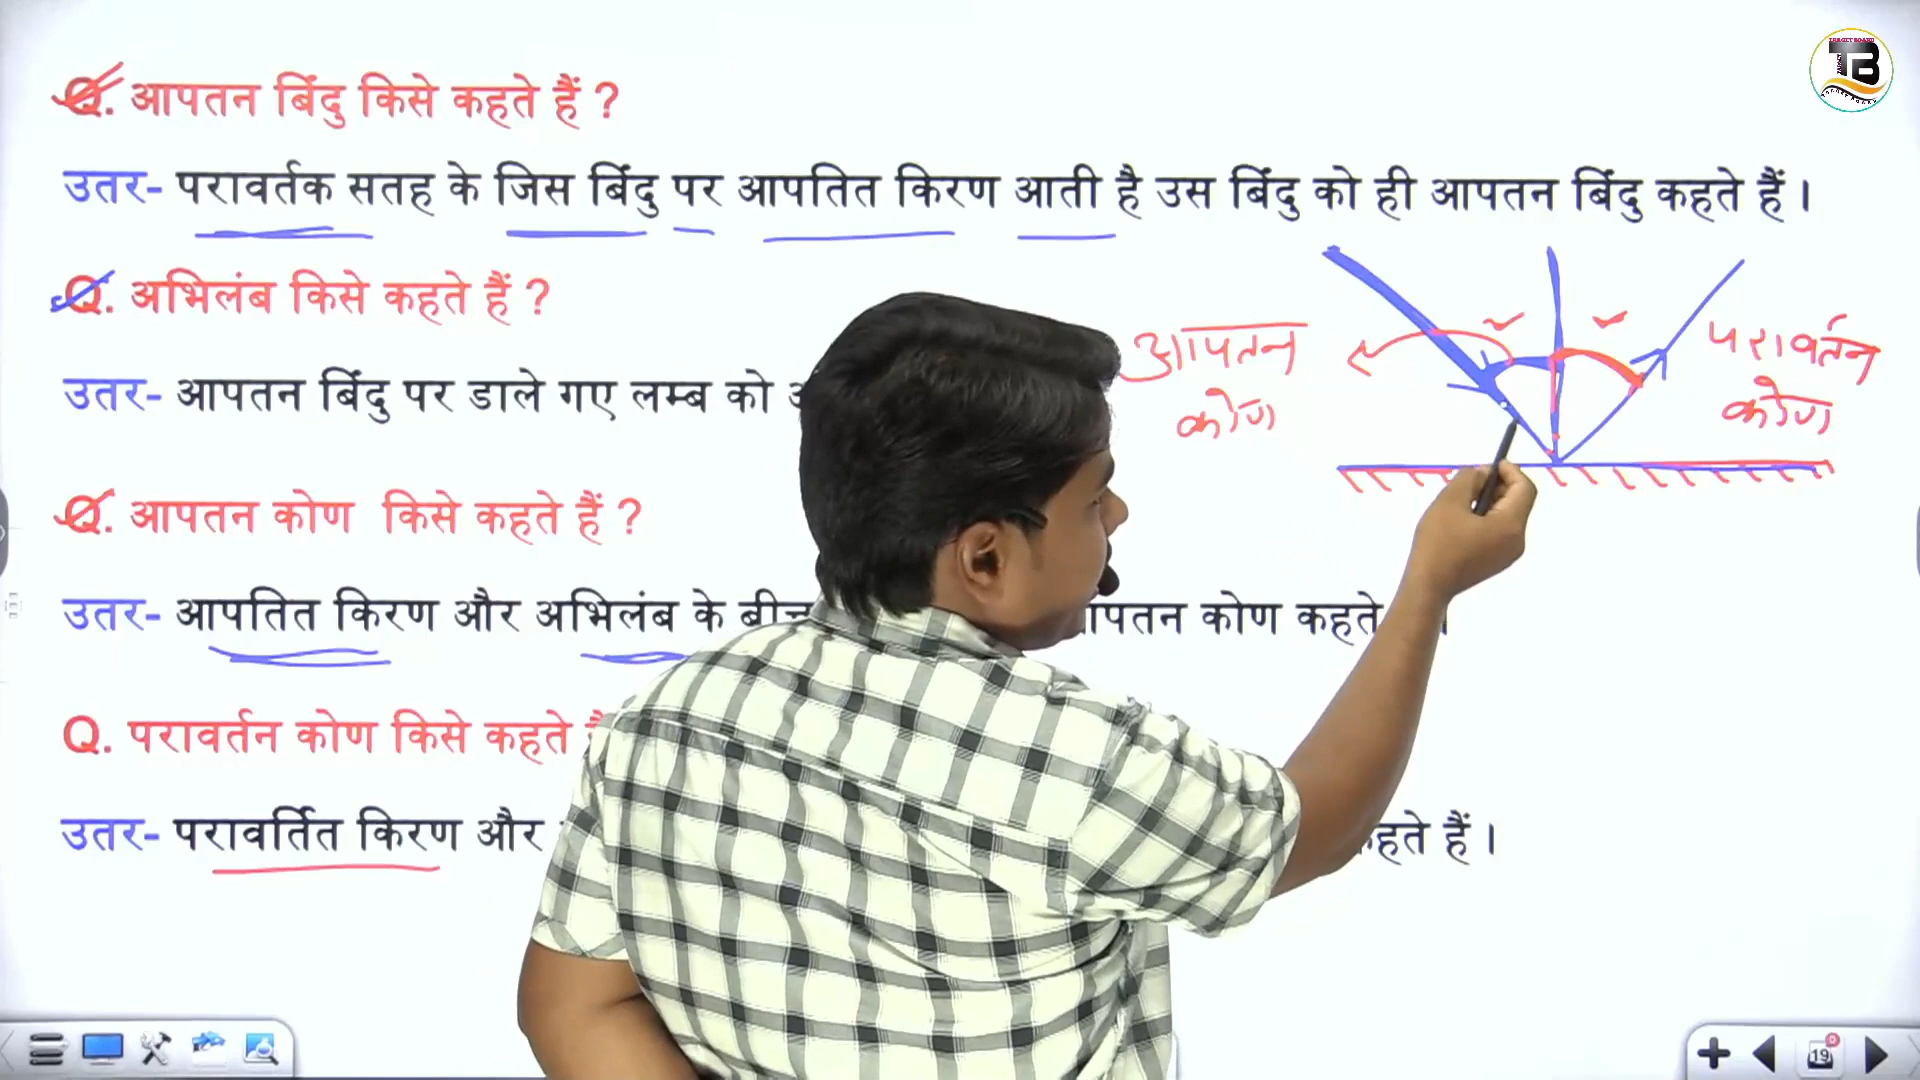 Q. आपतन बिंदु किसे कहते हैं ?
उतर- परावर्तक सतह के जिस बिंदु पर आपतित किरण आती है उस बिंदु को ही आपतन बिंदु कहते हैं ।
Q. अभिलंब किसे कहते हैं ?
आपतन
कोण
परावर्तन
कोण
उतर- आपतन बिंदु पर डाले गए लम्ब को
Q. आपतन कोण किसे कहते हैं ?
उतर- आपतित किरण और अभिलंब के कोण कहते
Q. परावर्तन कोण किसे कहते
उतर- परावर्तित किरण और हैं ।
TB
19